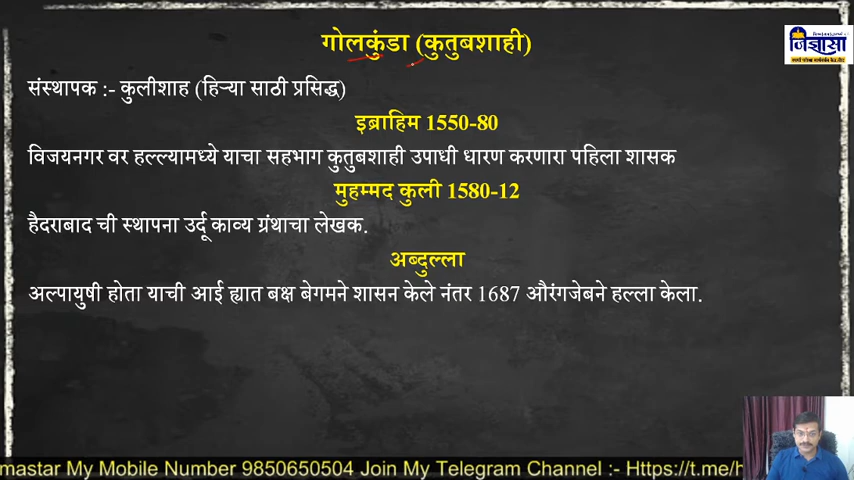 गोलकुंडा (कुतुबशाही)
जिज्ञासा
संस्थापक :- कुलीशाह (हिऱ्या साठी प्रसिद्ध)
इब्राहिम 1550-80
विजयनगर वर हल्ल्यामध्ये याचा सहभाग कुतुबशाही उपाधी धारण करणारा पहिला शासक
मुहम्मद कुली 1580-12
हैदराबाद ची स्थापना उर्दू काव्य ग्रंथाचा लेखक.
अब्दुल्ला
अल्पायुषी होता याची आई ह्यात बक्ष बेगमने शासन केले नंतर 1687 औरंगजेबने हल्ला केला.
mastar My Mobile Number 9850650504 Join My Telegram Channel :- Https://t.me/h